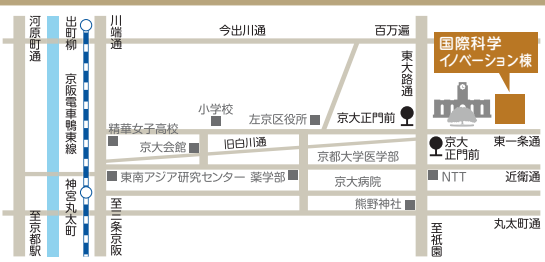 河原町通
出町柳
川端通
今出川通
百万遍
国際科学
イノベーション棟
東大路通
京阪電車鴨東線
小学校
左京区役所
京大正門前
精華女子高校
京大会館
旧白川通
京都大学医学部
京大
正門前
東一条通
東南アジア研究センター
薬学部
京大病院
NTT
近衛通
神宮丸太町
熊野神社
丸太町通
至京都駅
至三条京阪
至祇園